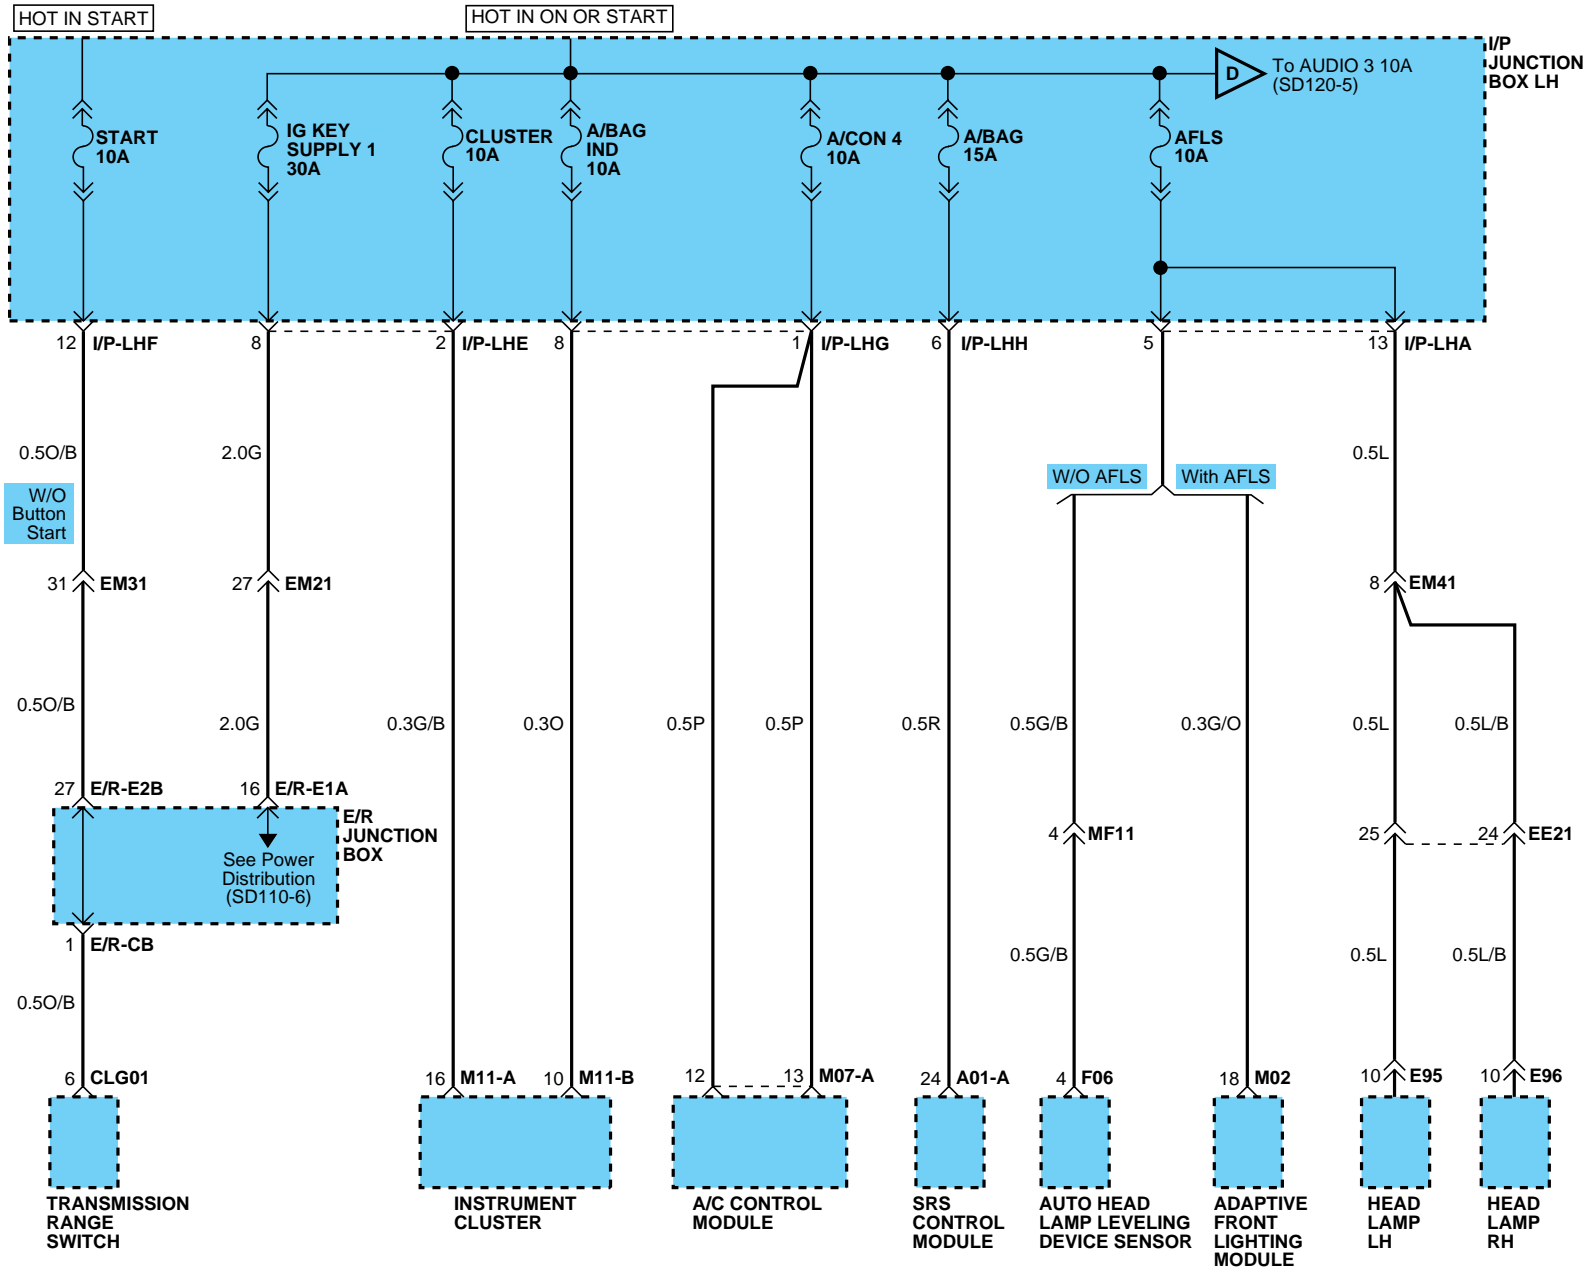 HOT IN START
HOT IN ON OR START
I/P
JUNCTION
BOX LH
D
To AUDIO 3 10A
(SD120-5)
START
10A
IG KEY
SUPPLY 1
30A
CLUSTER
10A
A/BAG
IND
10A
A/CON 4
10A
A/BAG
15A
AFLS
10A
12
I/P-LHF
8
2
I/P-LHE
8
1
I/P-LHG
6
I/P-LHH
5
13
I/P-LHA
0.5O/B
2.0G
0.5L
W/O
Button
Start
W/O AFLS
With AFLS
31
EM31
27
EM21
8
EM41
0.5O/B
2.0G
0.3G/B
0.3O
0.5P
0.5P
0.5R
0.5G/B
0.3G/O
0.5L
0.5L/B
27
E/R-E2B
16
E/R-E1A
E/R
JUNCTION
BOX
See Power
Distribution
(SD110-6)
4
MF11
25
24
EE21
1
E/R-CB
0.5O/B
0.5G/B
0.5L
0.5L/B
6
CLG01
16
M11-A
10
M11-B
12
13
M07-A
24
A01-A
4
F06
18
M02
10
E95
10
E96
TRANSMISSION
RANGE
SWITCH
INSTRUMENT
CLUSTER
A/C CONTROL
MODULE
SRS
CONTROL
MODULE
AUTO HEAD
LAMP LEVELING
DEVICE SENSOR
ADAPTIVE
FRONT
LIGHTING
MODULE
HEAD
LAMP
LH
HEAD
LAMP
RH